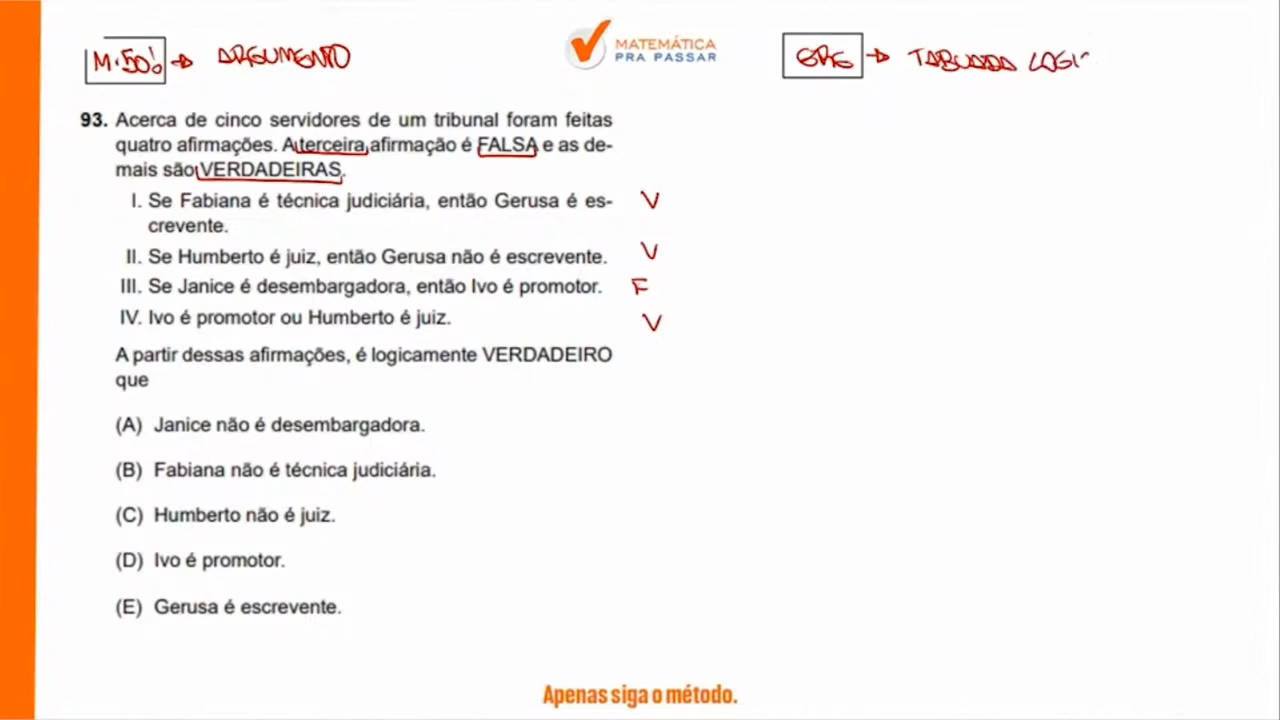 M.50% → ARGUMENTO
MATEMÁTICA
PRA PASSAR
→ TABUADA LOGI
93. Acerca de cinco servidores de um tribunal foram feitas
quatro afirmações. A terceira afirmação é FALSA e as de-
mais são VERDADEIRAS.
I. Se Fabiana é técnica judiciária, então Gerusa é es- V
crevente.
II. Se Humberto é juiz, então Gerusa não é escrevente. V
III. Se Janice é desembargadora, então Ivo é promotor. F
IV. Ivo é promotor ou Humberto é juiz. V
A partir dessas afirmações, é logicamente VERDADEIRO
que
(A) Janice não é desembargadora.
(B) Fabiana não é técnica judiciária.
(C) Humberto não é juiz.
(D) Ivo é promotor.
(E) Gerusa é escrevente.
Apenas siga o método.